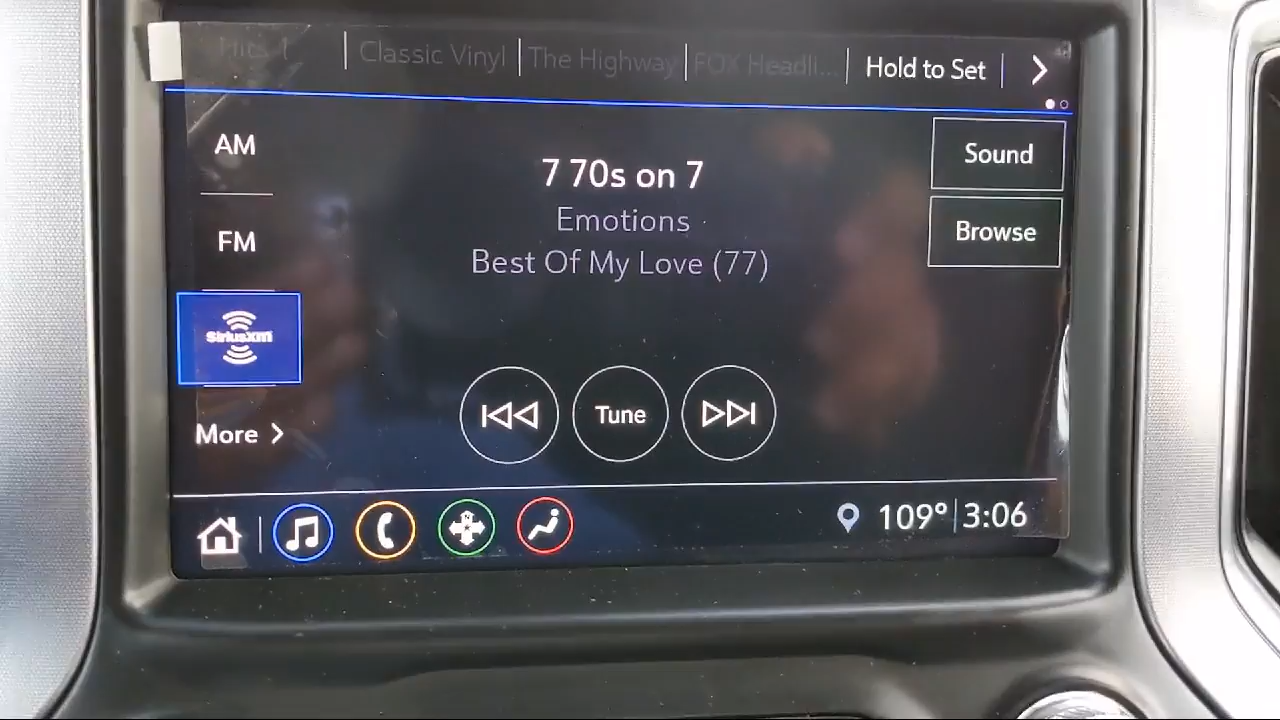 Classic Vinyl The Highway Hold to Set
AM
7 70s on 7
Sound
Emotions
FM
Browse
Best Of My Love (77)
siriusxm
Tune
More
109° 3:06